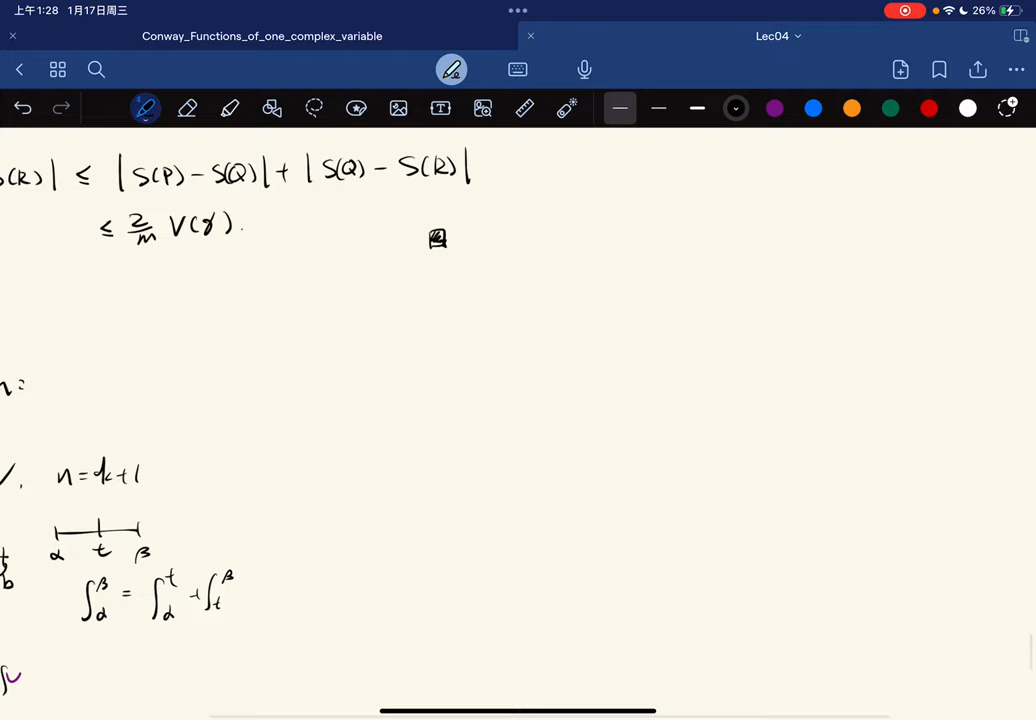 上午1:28 1月17日周三
26%
Conway_Functions_of_one_complex_variable
Lec04
S(R)| ≤ |S(P) - S(Q)| + |S(Q) - S(R)|
≤ 2/m V(γ).
n =
√. n = k+1
α t β
∫_α^β = ∫_α^t + ∫_t^β